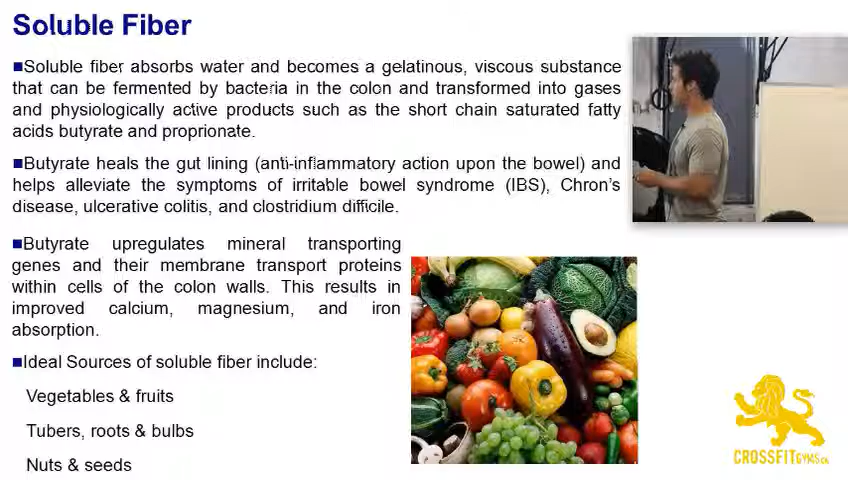 Soluble Fiber
■Soluble fiber absorbs water and becomes a gelatinous, viscous substance
that can be fermented by bacteria in the colon and transformed into gases
and physiologically active products such as the short chain saturated fatty
acids butyrate and proprionate.
■Butyrate heals the gut lining (anti-inflammatory action upon the bowel) and
helps alleviate the symptoms of irritable bowel syndrome (IBS), Chron's
disease, ulcerative colitis, and clostridium difficile.
■Butyrate upregulates mineral transporting
genes and their membrane transport proteins
within cells of the colon walls. This results in
improved calcium, magnesium, and iron
absorption.
■Ideal Sources of soluble fiber include:
Vegetables & fruits
Tubers, roots & bulbs
Nuts & seeds
CROSSFITGYMS.CA